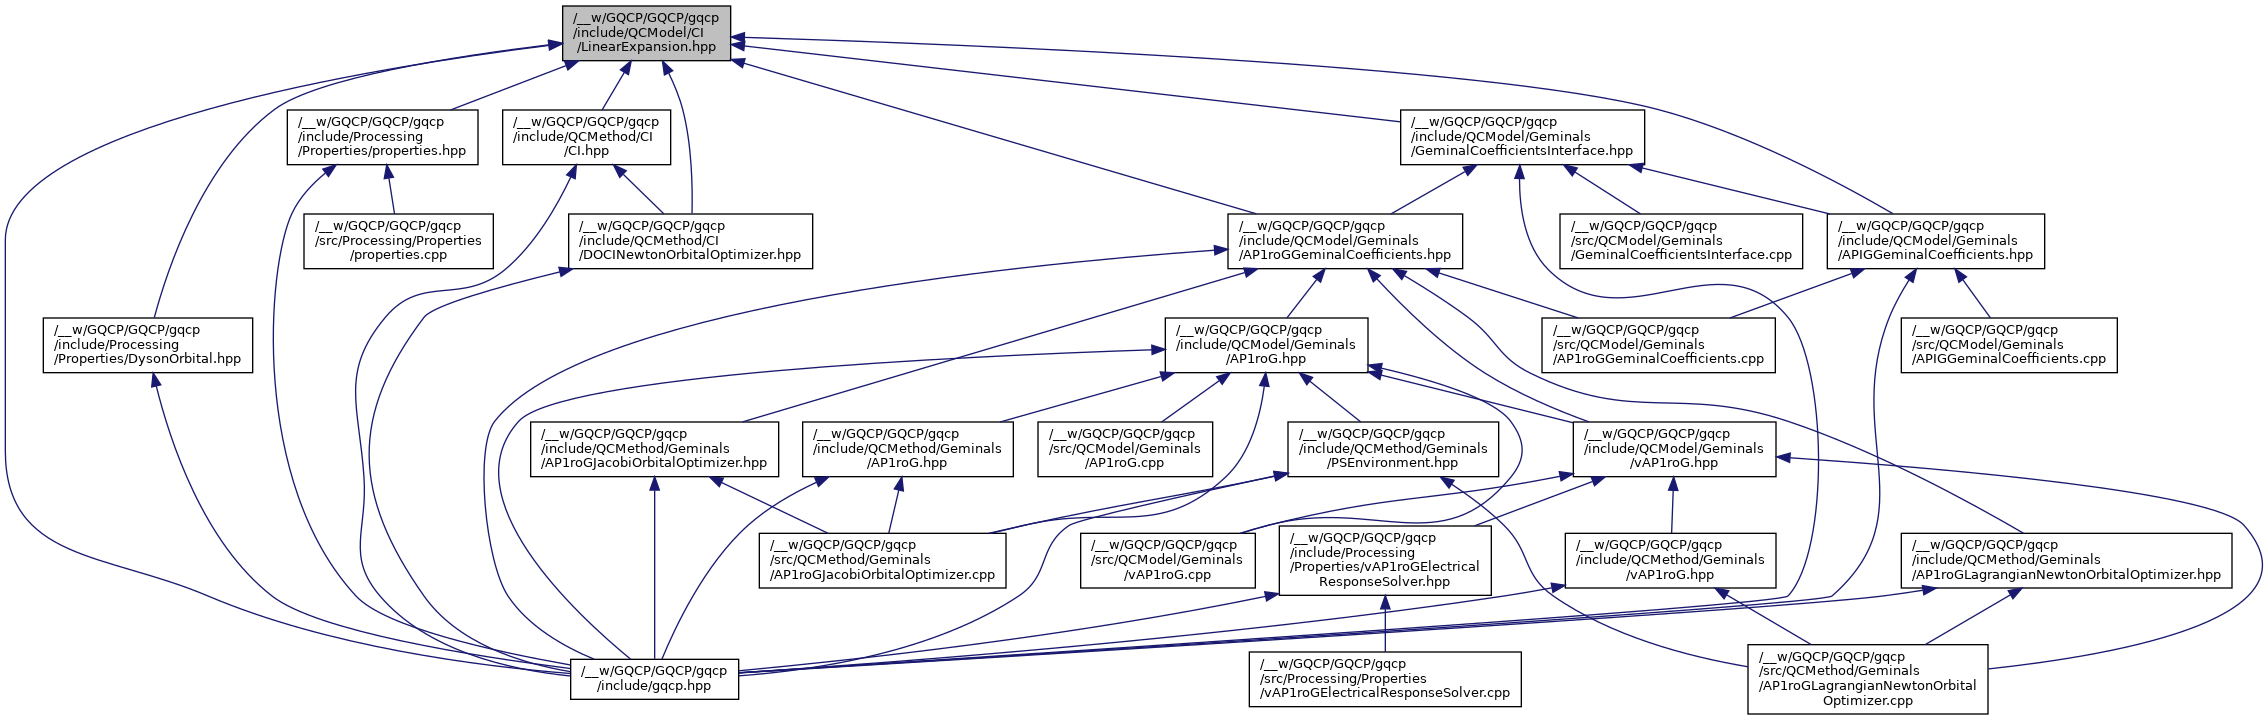 /__w/GQCP/GQCP/gqcp
/include/QCModel/CI
/LinearExpansion.hpp
/__w/GQCP/GQCP/gqcp
/include/Processing
/Properties/properties.hpp
/__w/GQCP/GQCP/gqcp
/include/QCMethod/CI
/CI.hpp
/__w/GQCP/GQCP/gqcp
/include/QCModel/Geminals
/GeminalCoefficientsInterface.hpp
/__w/GQCP/GQCP/gqcp
/src/Processing/Properties
/properties.cpp
/__w/GQCP/GQCP/gqcp
/include/QCMethod/CI
/DOCINewtonOrbitalOptimizer.hpp
/__w/GQCP/GQCP/gqcp
/include/QCModel/Geminals
/AP1roGGeminalCoefficients.hpp
/__w/GQCP/GQCP/gqcp
/src/QCModel/Geminals
/GeminalCoefficientsInterface.cpp
/__w/GQCP/GQCP/gqcp
/include/QCModel/Geminals
/APIGGeminalCoefficients.hpp
/__w/GQCP/GQCP/gqcp
/include/Processing
/Properties/DysonOrbital.hpp
/__w/GQCP/GQCP/gqcp
/include/QCModel/Geminals
/AP1roG.hpp
/__w/GQCP/GQCP/gqcp
/src/QCModel/Geminals
/AP1roGGeminalCoefficients.cpp
/__w/GQCP/GQCP/gqcp
/src/QCModel/Geminals
/APIGGeminalCoefficients.cpp
/__w/GQCP/GQCP/gqcp
/include/QCMethod/Geminals
/AP1roGJacobiOrbitalOptimizer.hpp
/__w/GQCP/GQCP/gqcp
/include/QCMethod/Geminals
/AP1roG.hpp
/__w/GQCP/GQCP/gqcp
/src/QCModel/Geminals
/AP1roG.cpp
/__w/GQCP/GQCP/gqcp
/include/QCMethod/Geminals
/PSEnvironment.hpp
/__w/GQCP/GQCP/gqcp
/include/QCModel/Geminals
/vAP1roG.hpp
/__w/GQCP/GQCP/gqcp
/src/QCMethod/Geminals
/AP1roGJacobiOrbitalOptimizer.cpp
/__w/GQCP/GQCP/gqcp
/src/QCModel/Geminals
/vAP1roG.cpp
/__w/GQCP/GQCP/gqcp
/include/Processing
/Properties/vAP1roGElectrical
ResponseSolver.hpp
/__w/GQCP/GQCP/gqcp
/include/QCMethod/Geminals
/vAP1roG.hpp
/__w/GQCP/GQCP/gqcp
/include/QCMethod/Geminals
/AP1roGLagrangianNewtonOrbitalOptimizer.hpp
/__w/GQCP/GQCP/gqcp
/include/gqcp.hpp
/__w/GQCP/GQCP/gqcp
/src/Processing/Properties
/vAP1roGElectricalResponseSolver.cpp
/__w/GQCP/GQCP/gqcp
/src/QCMethod/Geminals
/AP1roGLagrangianNewtonOrbital
Optimizer.cpp